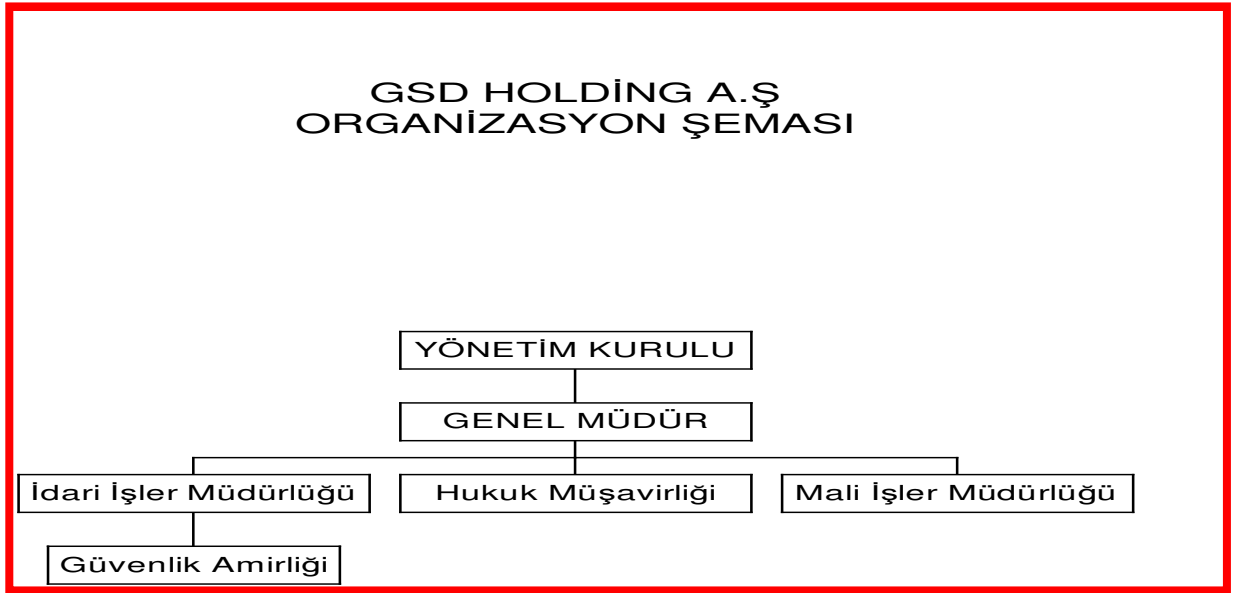 GSD HOLDİNG A.Ş
ORGANİZASYON ŞEMASI
YÖNETİM KURULU
GENEL MÜDÜR
İdari İşler Müdürlüğü
Hukuk Müşavirliği
Mali İşler Müdürlüğü
Güvenlik Amirliği